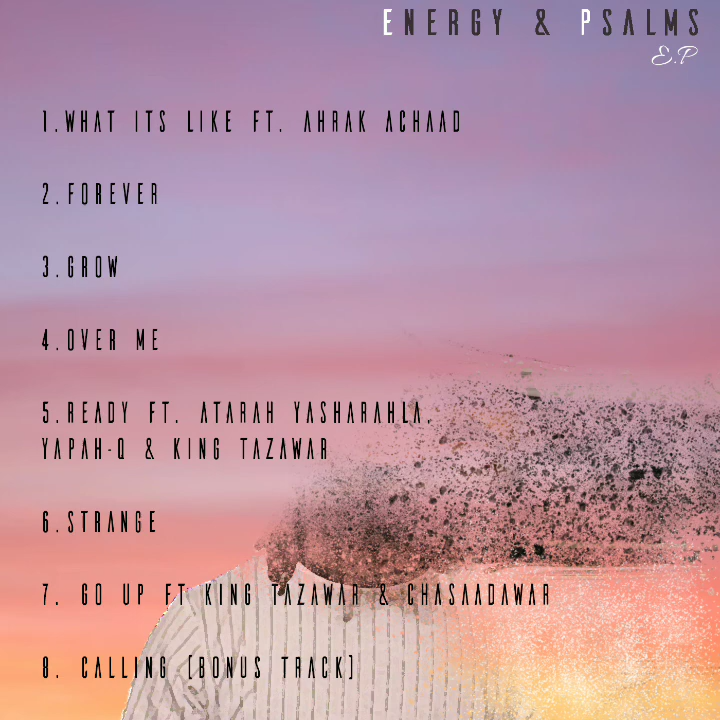 ENERGY & PSALMS
E.P
1.WHAT ITS LIKE FT. AHRAK ACHAAD
2.FOREVER
3.GROW
4.OVER ME
5.READY FT. ATARAH YASHARAHLA,
YAPAH-Q & KING TAZAWAR
6.STRANGE
7. GO UP FT KING TAZAWAR & CHASAADAWAR
8. CALLING [BONUS TRACK]